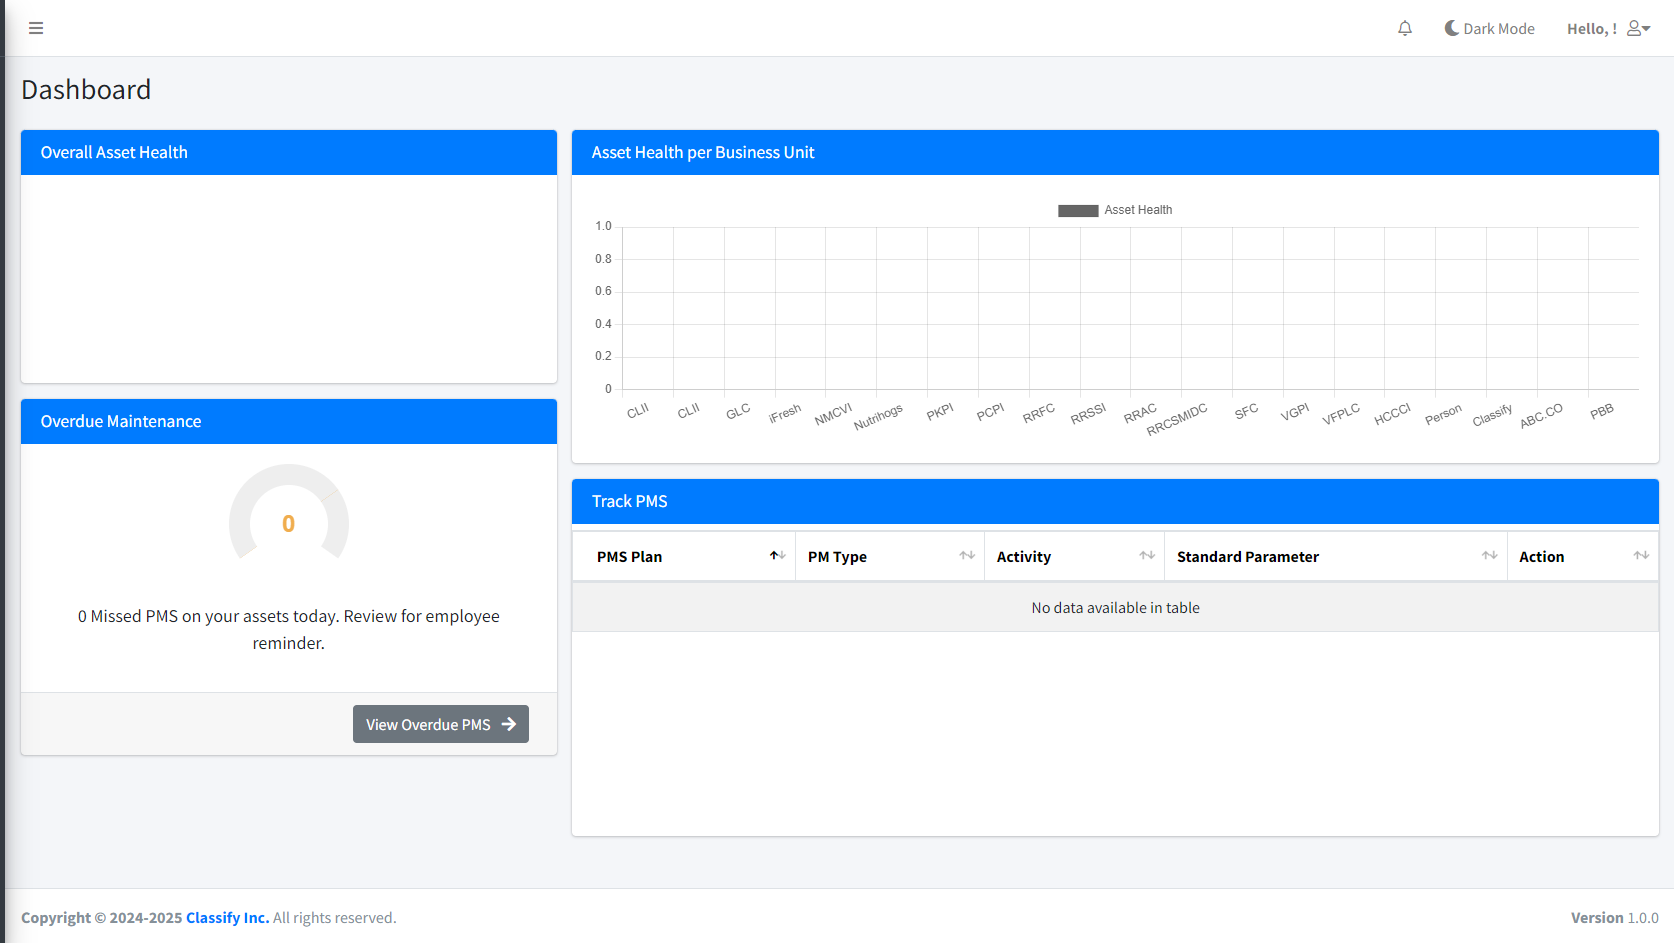 Dark Mode
Hello, !
Dashboard
Overall Asset Health
Asset Health per Business Unit
Asset Health
1.0
0.8
0.6
0.4
0.2
0
CLII CLII GLC iFresh NMCVI Nutrihogs PKPI PCPI RRFC RRSSI RRAC RRCSMIDC SFC VGPI VFPLC HCCCI Person Classify ABC.CO PBB
Overdue Maintenance
0
0 Missed PMS on your assets today. Review for employee
reminder.
View Overdue PMS
Track PMS
PMS Plan PM Type Activity Standard Parameter Action
No data available in table
Copyright © 2024-2025 Classify Inc. All rights reserved.
Version 1.0.0